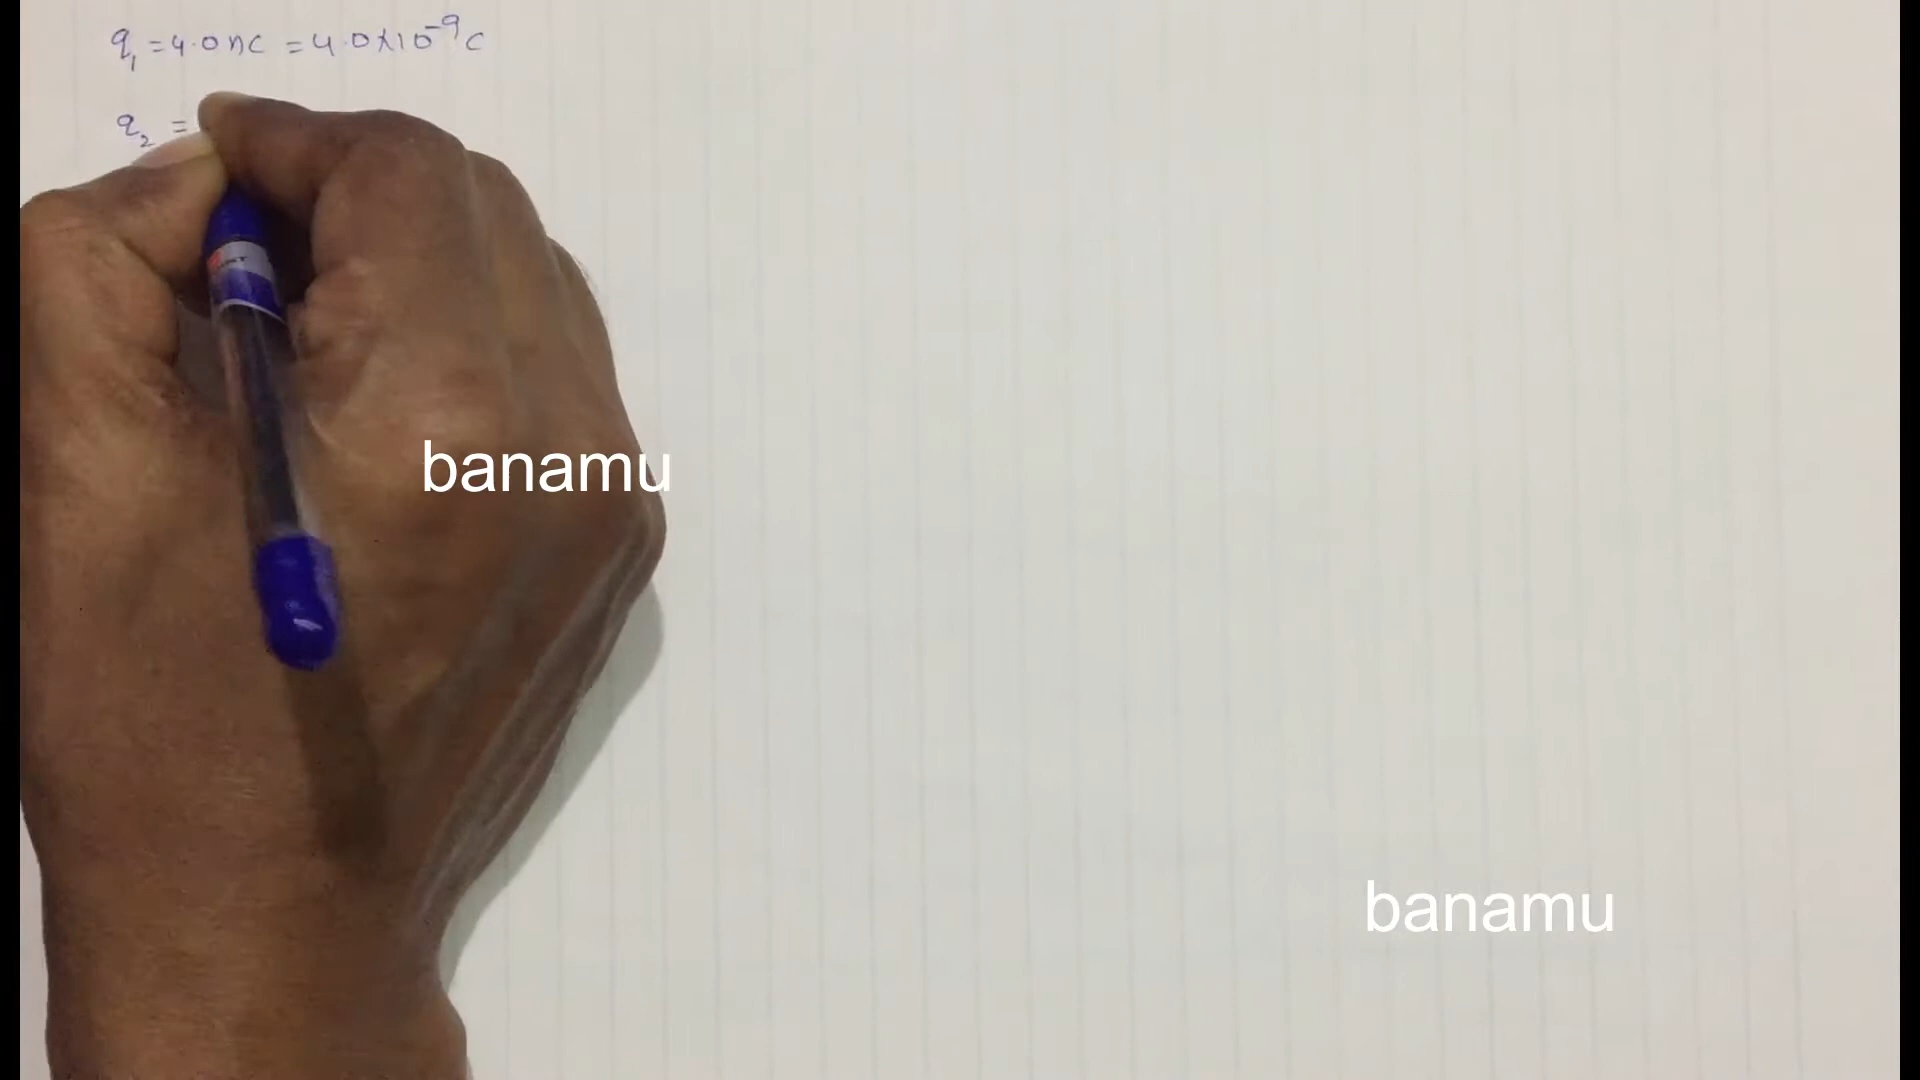 q₁ = 4.0 nC = 4.0×10⁻⁹ C
q₂ =
banamu
banamu